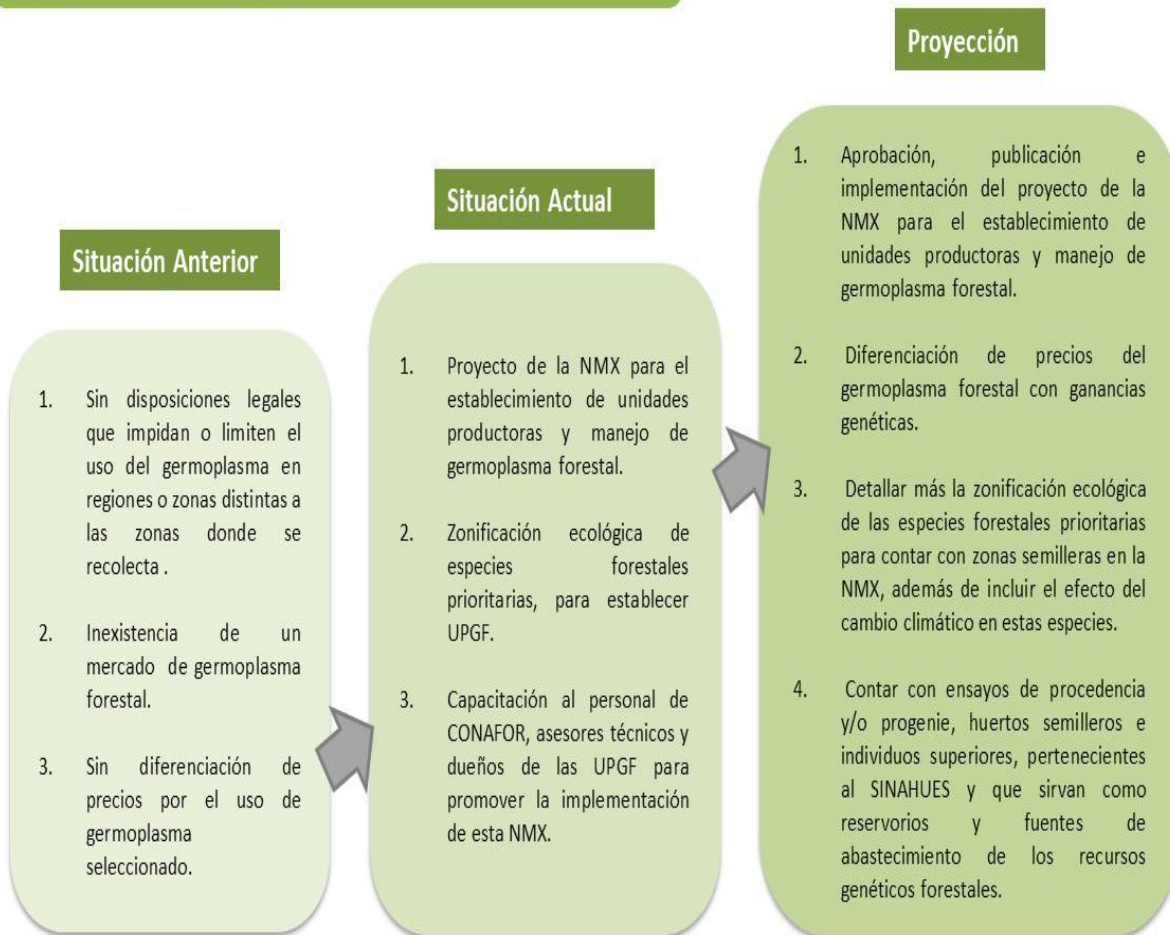 Situación Anterior
1. Sin disposiciones legales
que impidan o limiten el
uso del germoplasma en
regiones o zonas distintas a
las zonas donde se
recolecta .
2. Inexistencia de un
mercado de germoplasma
forestal.
3. Sin diferenciación de
precios por el uso de
germoplasma
seleccionado.
Situación Actual
1. Proyecto de la NMX para el
establecimiento de unidades
productoras y manejo de
germoplasma forestal.
2. Zonificación ecológica de
especies forestales
prioritarias, para establecer
UPGF.
3. Capacitación al personal de
CONAFOR, asesores técnicos y
dueños de las UPGF para
promover la implementación
de esta NMX.
Proyección
1. Aprobación, publicación e
implementación del proyecto de la
NMX para el establecimiento de
unidades productoras y manejo de
germoplasma forestal.
2. Diferenciación de precios del
germoplasma forestal con ganancias
genéticas.
3. Detallar más la zonificación ecológica
de las especies forestales prioritarias
para contar con zonas semilleras en la
NMX, además de incluir el efecto del
cambio climático en estas especies.
4. Contar con ensayos de procedencia
y/o progenie, huertos semilleros e
individuos superiores, pertenecientes
al SINAHUES y que sirvan como
reservorios y fuentes de
abastecimiento de los recursos
genéticos forestales.